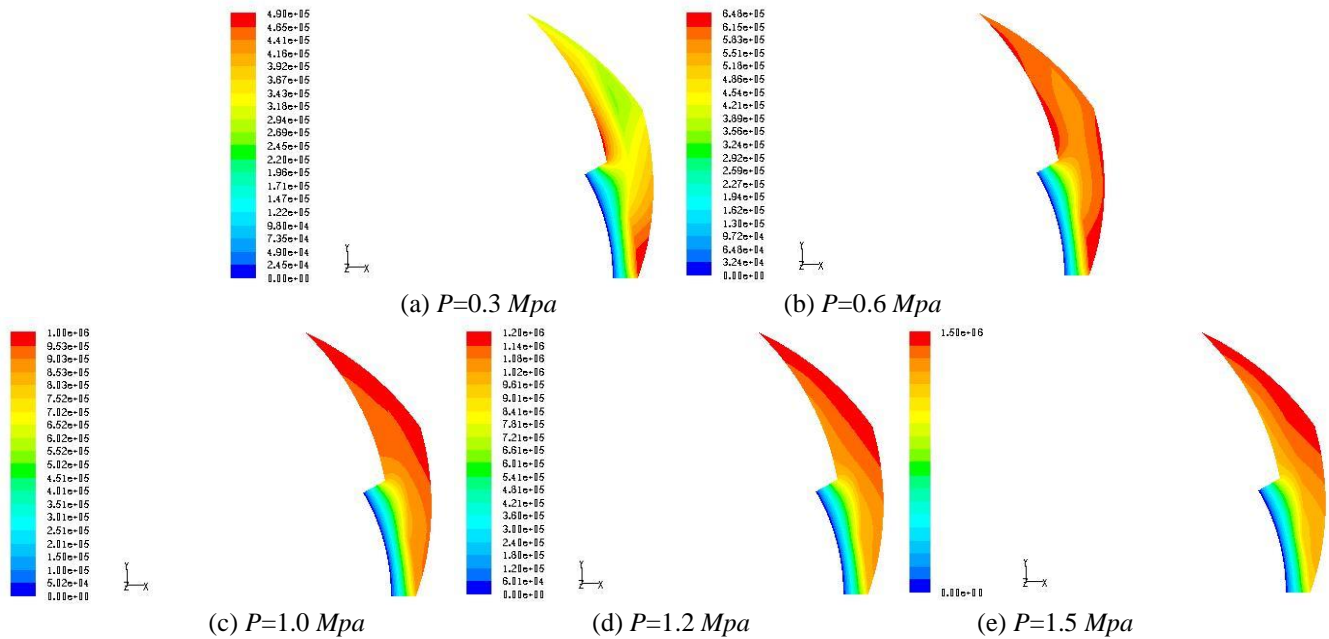 4.90e+05
4.65e+05
4.41e+05
4.16e+05
3.92e+05
3.67e+05
3.43e+05
3.18e+05
2.94e+05
2.69e+05
2.45e+05
2.20e+05
1.96e+05
1.71e+05
1.47e+05
1.22e+05
9.80e+04
7.35e+04
4.90e+04
2.45e+04
0.00e+00
Y
Z X
(a) P=0.3 Mpa
6.48e+05
6.15e+05
5.83e+05
5.51e+05
5.18e+05
4.86e+05
4.54e+05
4.21e+05
3.89e+05
3.56e+05
3.24e+05
2.92e+05
2.59e+05
2.27e+05
1.94e+05
1.62e+05
1.30e+05
9.72e+04
6.48e+04
3.24e+04
0.00e+00
Y
Z X
(b) P=0.6 Mpa
1.00e+06
9.53e+05
9.03e+05
8.53e+05
8.03e+05
7.53e+05
7.02e+05
6.52e+05
6.02e+05
5.52e+05
5.02e+05
4.51e+05
4.01e+05
3.51e+05
3.01e+05
2.51e+05
2.01e+05
1.50e+05
1.00e+05
5.02e+04
0.00e+00
Y
Z X
(c) P=1.0 Mpa
1.20e+06
1.14e+06
1.08e+06
1.02e+06
9.61e+05
9.01e+05
8.41e+05
7.81e+05
7.21e+05
6.61e+05
6.01e+05
5.41e+05
4.81e+05
4.21e+05
3.60e+05
3.00e+05
2.40e+05
1.80e+05
1.20e+05
6.01e+04
0.00e+00
Y
Z X
(d) P=1.2 Mpa
1.50e+06
0.00e+00
Y
Z X
(e) P=1.5 Mpa